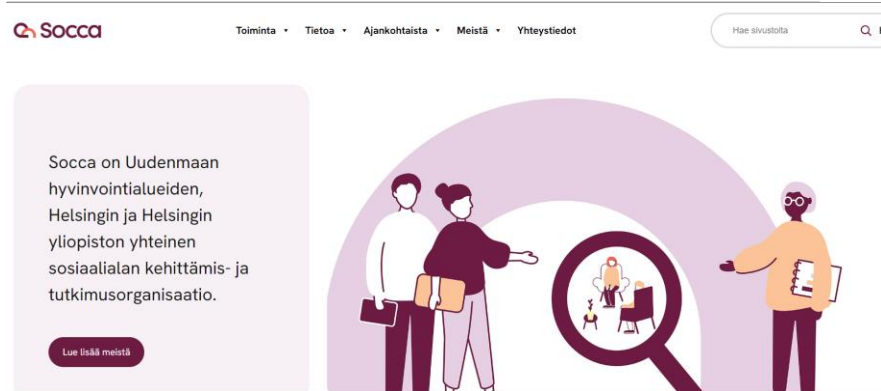 Socca
Toiminta
Tietoa
Ajankohtaista
Meistä
Yhteystiedot
Hae sivustolta
Socca on Uudenmaan
hyvinvointialueiden,
Helsingin ja Helsingin
yliopiston yhteinen
sosiaalialan kehittämis- ja
tutkimusorganisaatio.
Lue lisää meistä